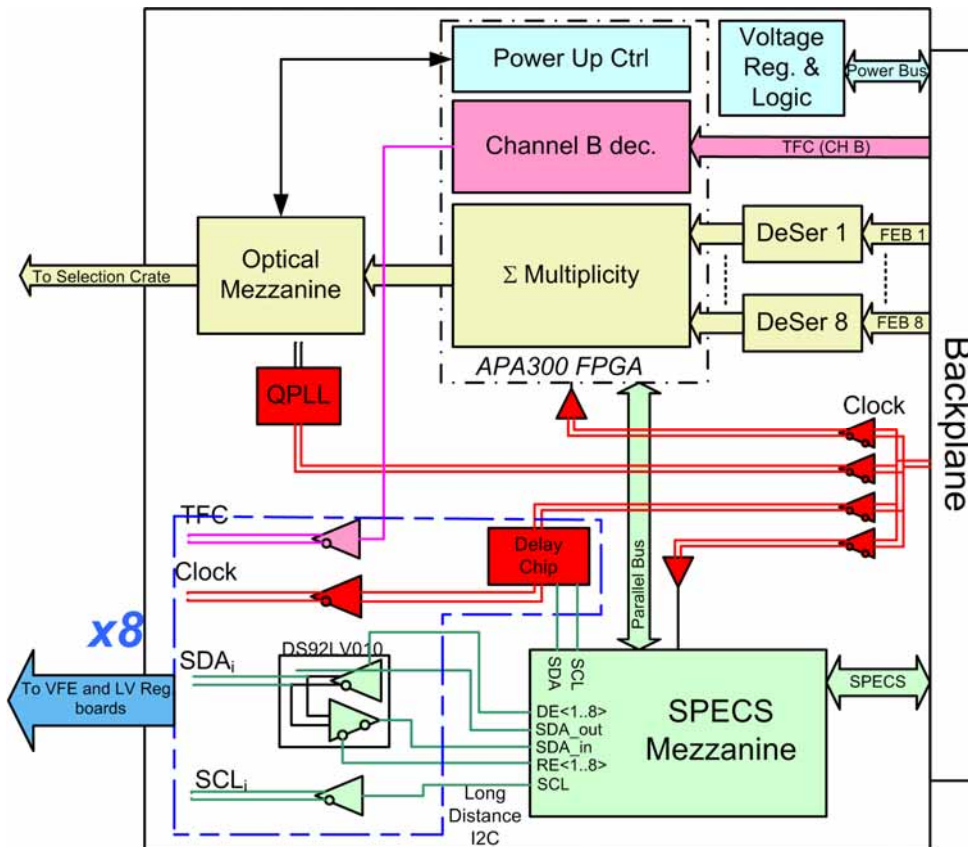 Power Up Ctrl
Voltage
Reg. &
Logic
Power Bus
Channel B dec.
TFC (CH B)
To Selection Crate
Optical
Mezzanine
Σ Multiplicity
DeSer 1
FEB 1
DeSer 8
FEB 8
APA300 FPGA
QPLL
Clock
Backplane
TFC
Delay
Chip
Clock
Parallel Bus
x8
DS92LV010
SDA
SCL
SDAi
To VFE and LV Reg.
boards
DE<1..8>
SDA_out
SDA_in
RE<1..8>
SCL
SPECS
Mezzanine
SPECS
SCLi
Long
Distance
I2C